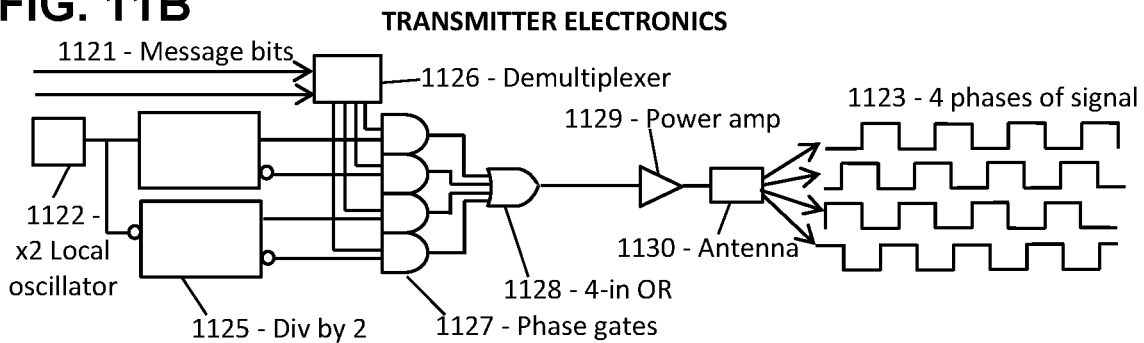 FIG. 11B
TRANSMITTER ELECTRONICS
1121 - Message bits
1126 - Demultiplexer
1123 - 4 phases of signal
1129 - Power amp
1122 -
x2 Local
oscillator
1130 - Antenna
1128 - 4-in OR
1125 - Div by 2
1127 - Phase gates